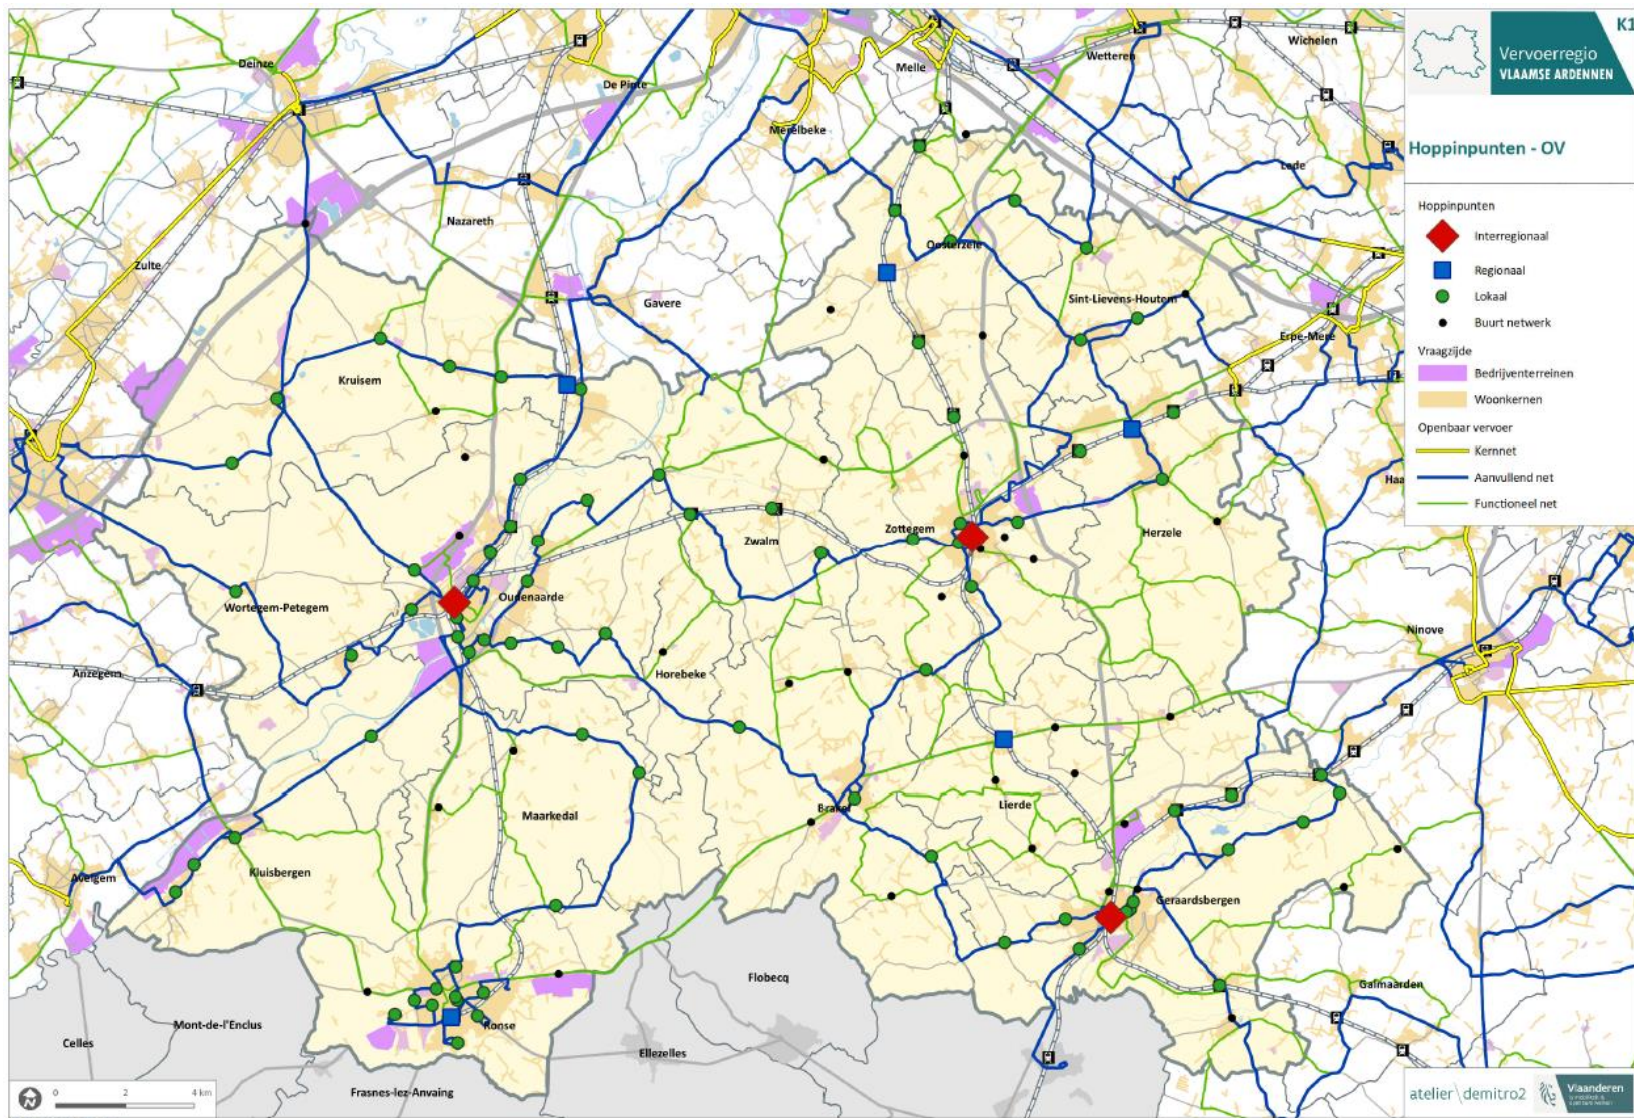 K1
Vervoerregio
VLAAMSE ARDENNEN
Hoppinpunten - OV
Hoppinpunten
Interregionaal
Regionaal
Lokaal
Buurt netwerk
Vraagzijde
Bedrijventerreinen
Woonkernen
Openbaar vervoer
Kernnet
Aanvullend net
Functioneel net
Deinze
De Pinte
Melle
Wetteren
Wichelen
Merelbeke
Lede
Nazareth
Zulte
Oosterzele
Gavere
Sint-Lievens-Houtem
Erpe-Mere
Kruisem
Haa
Zottegem
Zwalm
Herzele
Oudenaarde
Wortegem-Petegem
Ninove
Anzegem
Horebeke
Lierde
Brakel
Maarkedal
Kluisbergen
Avelgem
Geraardsbergen
Flobecq
Galmaarden
Mont-de-l'Enclus
Ronse
Celles
Ellezelles
Frasnes-lez-Anvaing
0 2 4 km
atelier\demitro2
Vlaanderen